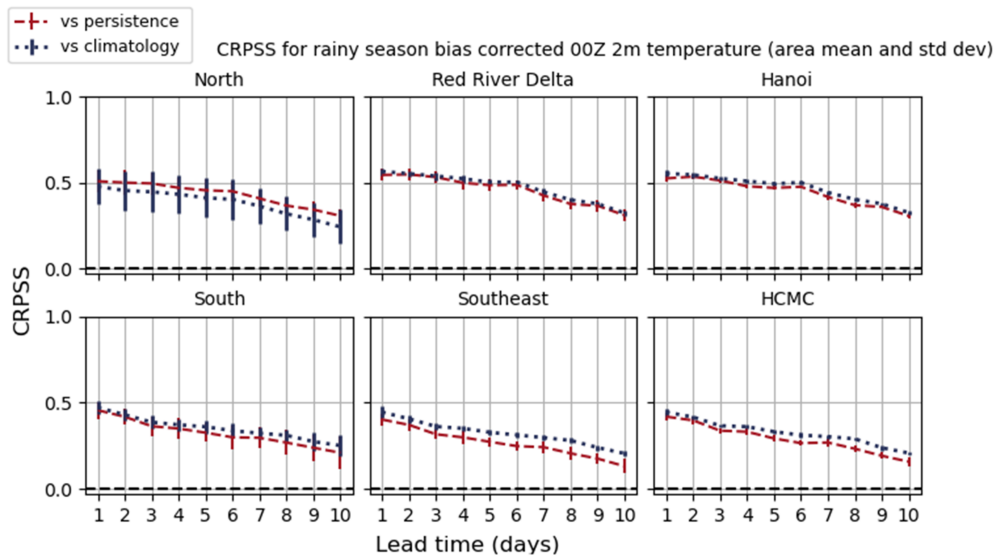 vs persistence
vs climatology
CRPSS for rainy season bias corrected 00Z 2m temperature (area mean and std dev)
North Red River Delta Hanoi
1.0
0.5
0.0
South Southeast HCMC
CRPSS
1.0
0.5
0.0
1 2 3 4 5 6 7 8 9 10 1 2 3 4 5 6 7 8 9 10 1 2 3 4 5 6 7 8 9 10
Lead time (days)